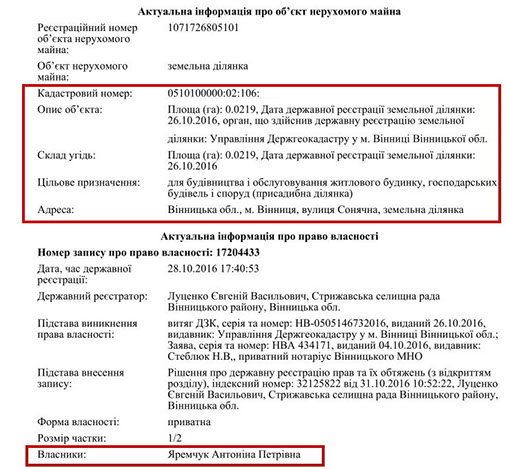 Актуальна інформація про об’єкт нерухомого майна
Реєстраційний номер 1071726805101
об’єкта нерухомого
майна:
Об’єкт нерухомого земельна ділянка
майна:
Кадастровий номер: 0510100000:02:106:
Опис об’єкта: Площа (га): 0.0219, Дата державної реєстрації земельної ділянки:
26.10.2016, орган, що здійснив державну реєстрацію земельної
ділянки: Управління Держгеокадастру у м. Вінниці Вінницької обл.
Склад угідь: Площа (га): 0.0219, Дата державної реєстрації земельної ділянки:
26.10.2016
Цільове призначення: для будівництва і обслуговування житлового будинку, господарських
будівель і споруд (присадибна ділянка)
Адреса: Вінницька обл., м. Вінниця, вулиця Сонячна, земельна ділянка
Актуальна інформація про право власності
Номер запису про право власності: 17204433
Дата, час державної 28.10.2016 17:40:53
реєстрації:
Державний реєстратор: Луценко Євгеній Васильович, Стрижавська селищна рада
Вінницького району, Вінницька обл.
Підстава виникнення витяг ДЗК, серія та номер: НВ-0505146732016, виданий 26.10.2016,
права власності: видавник: Управління Держгеокадастру у м. Вінниці Вінницької обл.;
Заява, серія та номер: НВА 434171, виданий 04.10.2016, видавник:
Стеблюк Н.В,, приватний нотаріус Вінницького МНО
Підстава внесення Рішення про державну реєстрацію прав та їх обтяжень (з відкриттям
запису: розділу), індексний номер: 32125822 від 31.10.2016 10:52:22, Луценко
Євгеній Васильович, Стрижавська селищна рада Вінницького району,
Вінницька обл.
Форма власності: приватна
Розмір частки: 1/2
Власники: Яремчук Антоніна Петрівна